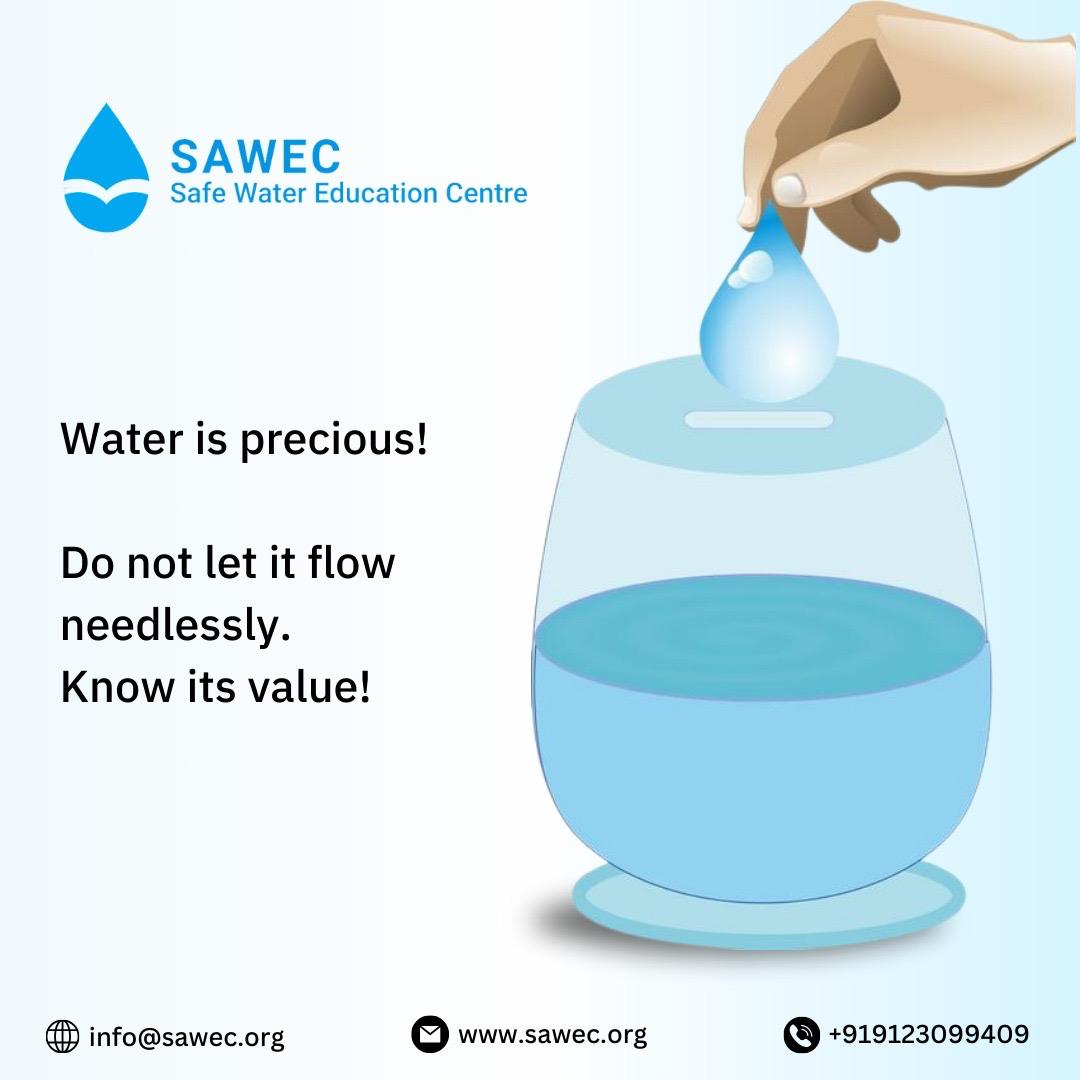 SAWEC
Safe Water Education Centre
Water is precious!
Do not let it flow
needlessly.
Know its value!
info@sawec.org
www.sawec.org
+919123099409